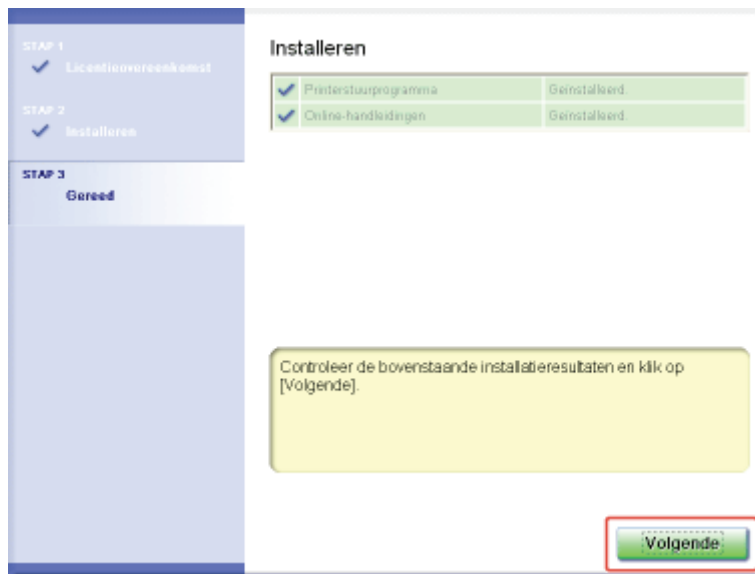 STAP 1
Licentieovereenkomst
STAP 2
Installeren
STAP 3
Gereed
Installeren
Printerstuurprogramma Geïnstalleerd.
Online-handleidingen Geïnstalleerd.
Controleer de bovenstaande installatieresultaten en klik op
[Volgende].
Volgende